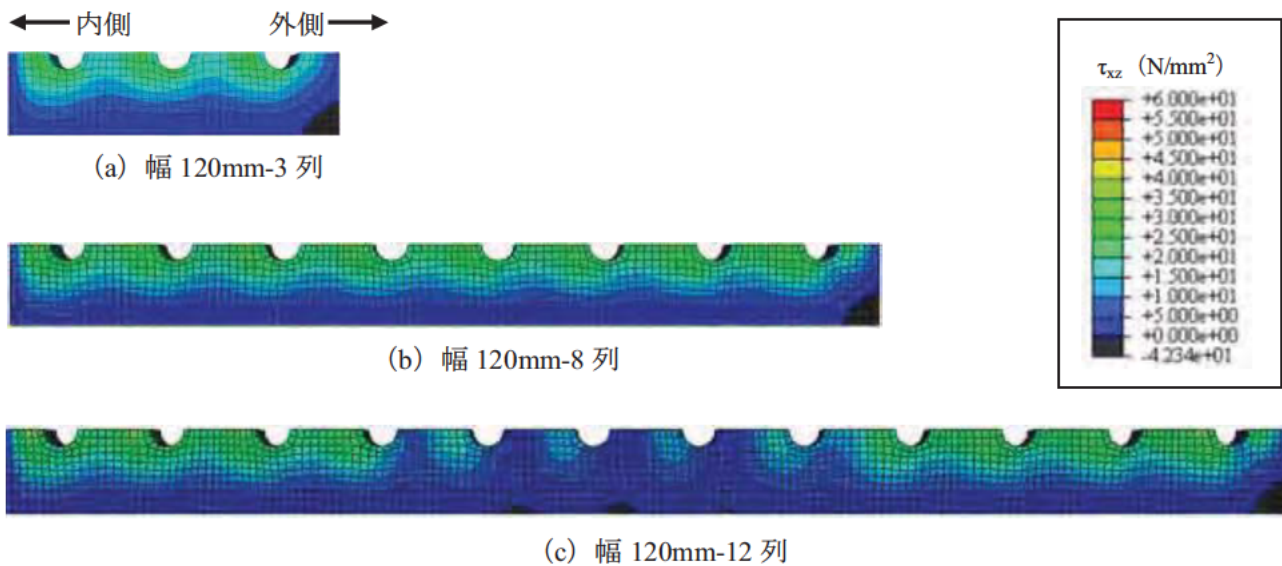 内側 外側
(a) 幅 120mm-3 列
(b) 幅 120mm-8 列
(c) 幅 120mm-12 列
τxz (N/mm²)
+6.000e+01
+5.500e+01
+5.000e+01
+4.500e+01
+4.000e+01
+3.500e+01
+3.000e+01
+2.500e+01
+2.000e+01
+1.500e+01
+1.000e+01
+5.000e+00
+0.000e+00
-4.234e+01